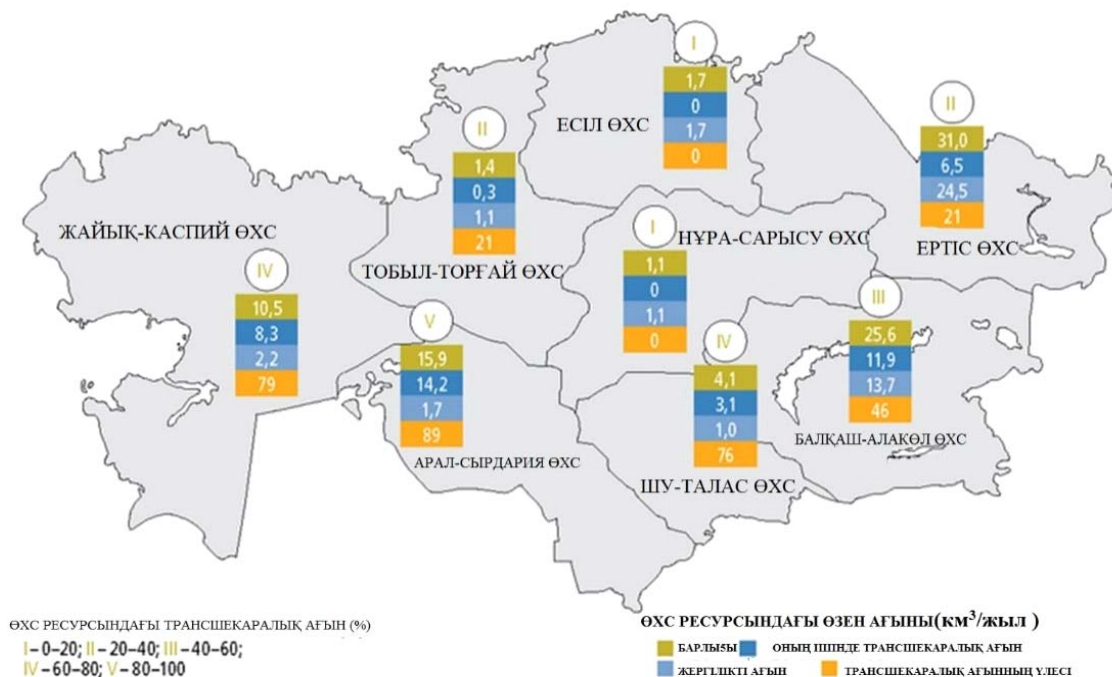 I
1,7
0
1,7
0
ЕСІЛ ӨХС
II
31,0
6,5
24,5
21
ЕРТІС ӨХС
II
1,4
0,3
1,1
21
ТОБЫЛ-ТОРҒАЙ ӨХС
ЖАЙЫҚ-КАСПИЙ ӨХС
IV
10,5
8,3
2,2
79
I
1,1
0
1,1
0
НҰРА-САРЫСУ ӨХС
V
15,9
14,2
1,7
89
АРАЛ-СЫРДАРИЯ ӨХС
IV
4,1
3,1
1,0
76
ШУ-ТАЛАС ӨХС
III
25,6
11,9
13,7
46
БАЛҚАШ-АЛАКӨЛ ӨХС
ӨХС РЕСУРСЫНДАҒЫ ТРАНСШЕКАРАЛЫҚ АҒЫН (%)
I – 0–20; II – 20–40; III – 40–60;
IV – 60–80; V – 80–100
ӨХС РЕСУРСЫНДАҒЫ ӨЗЕН АҒЫНЫ(км³/жыл )
БАРЛЫ5Ы ОНЫҢ ІШІНДЕ ТРАНСШЕКАРАЛЫҚ АҒЫН
ЖЕРГІЛІКТІ АҒЫН ТРАНСШЕКАРАЛЫҚ АҒЫННЫҢ ҮЛЕСІ